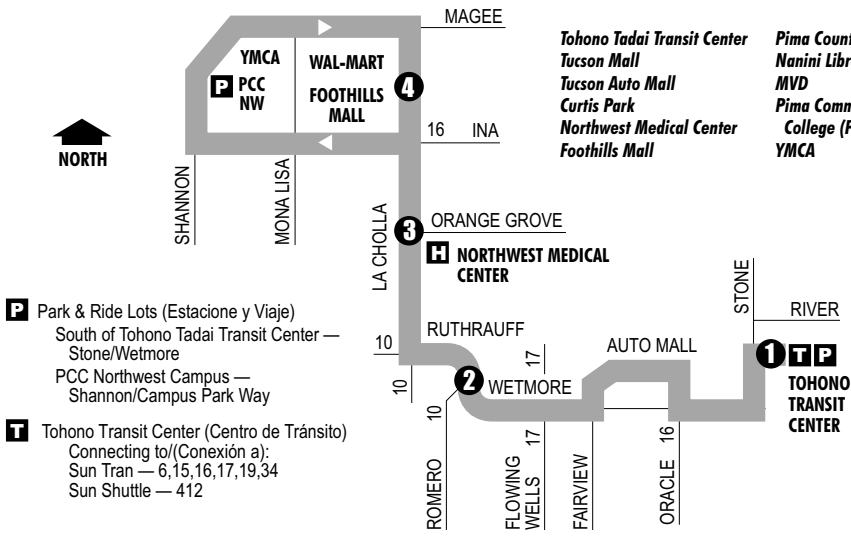 MAGEE
YMCA
P PCC
NW
WAL-MART
FOOTHILLS
MALL
4
16 INA
NORTH
SHANNON
MONA LISA
LA CHOLLA
3
ORANGE GROVE
H NORTHWEST MEDICAL
CENTER
Tohono Tadai Transit Center
Tucson Mall
Tucson Auto Mall
Curtis Park
Northwest Medical Center
Foothills Mall
Nanini
MVD
Pima
College
YMCA
STONE
RIVER
1 T P
TOHONO
TRANSIT
CENTER
AUTO MALL
RUTHRAUFF
10
10
2
WETMORE
17
10
ROMERO
17
FLOWING
WELLS
FAIRVIEW
16
ORACLE
P Park & Ride Lots (Estacione y Viaje)
South of Tohono Tadai Transit Center —
Stone/Wetmore
PCC Northwest Campus —
Shannon/Campus Park Way
T Tohono Transit Center (Centro de Tránsito)
Connecting to/(Conexión a):
Sun Tran — 6,15,16,17,19,34
Sun Shuttle — 412